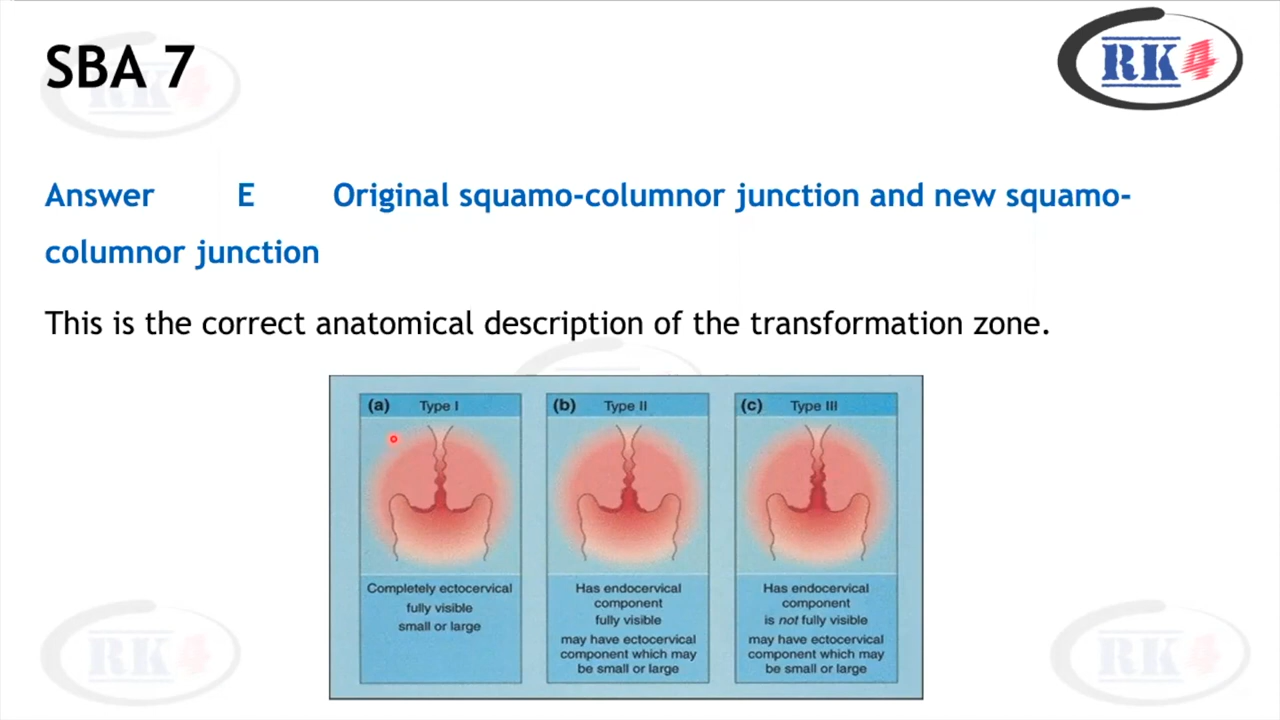 SBA 7
RK4
Answer E Original squamo-columnor junction and new squamo-
columnor junction
This is the correct anatomical description of the transformation zone.
(a) Type I
Completely ectocervical
fully visible
small or large
(b) Type II
Has endocervical
component
fully visible
may have ectocervical
component which may
be small or large
(c) Type III
Has endocervical
component
is not fully visible
may have ectocervical
component which may
be small or large
RK4
RK4
RK4